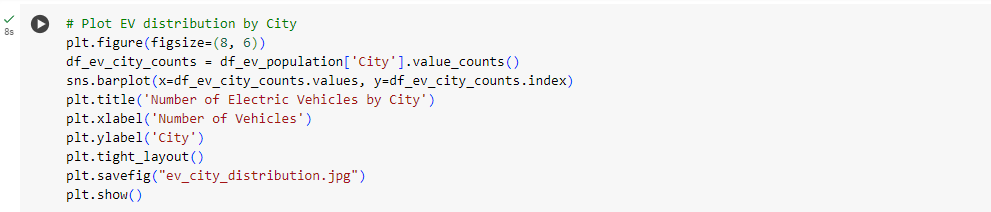 # Plot EV distribution by City
plt.figure(figsize=(8, 6))
df_ev_city_counts = df_ev_population['City'].value_counts()
sns.barplot(x=df_ev_city_counts.values, y=df_ev_city_counts.index)
plt.title('Number of Electric Vehicles by City')
plt.xlabel('Number of Vehicles')
plt.ylabel('City')
plt.tight_layout()
plt.savefig("ev_city_distribution.jpg")
plt.show()
8s